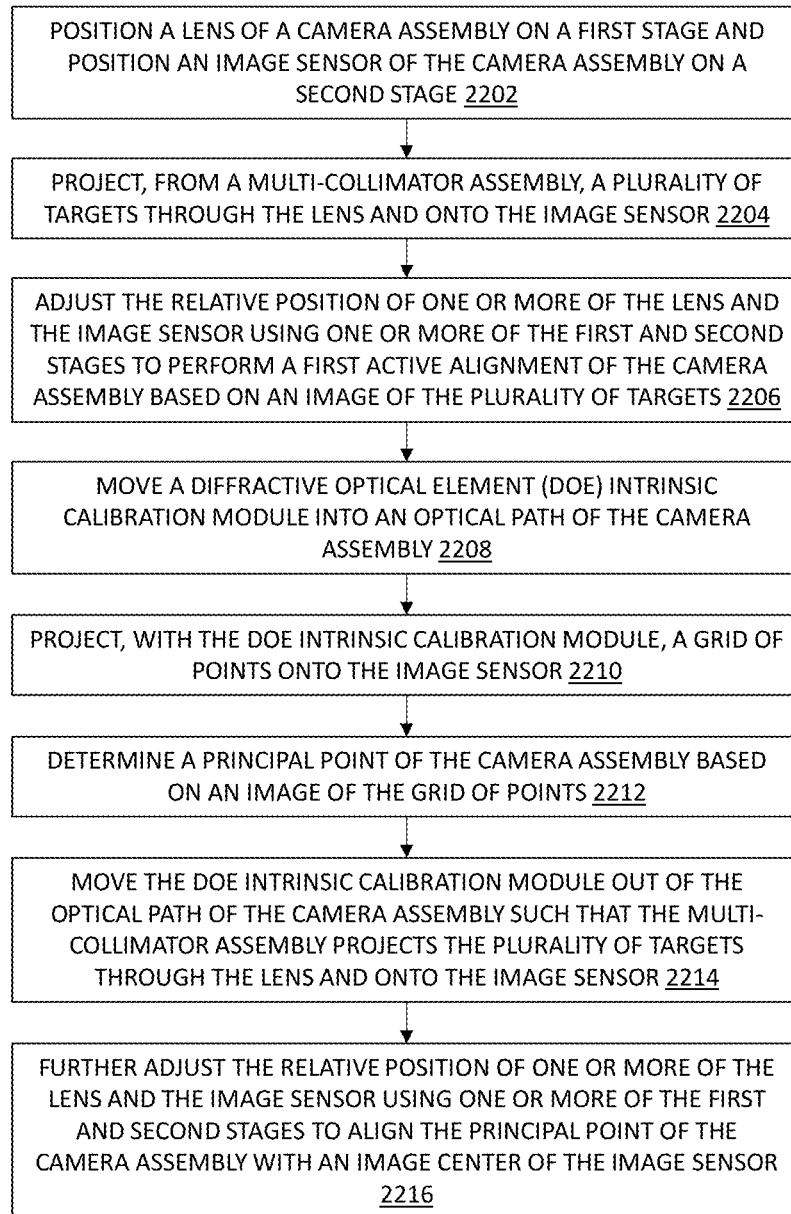 POSITION A LENS OF A CAMERA ASSEMBLY ON A FIRST STAGE AND
POSITION AN IMAGE SENSOR OF THE CAMERA ASSEMBLY ON A
SECOND STAGE 2202
PROJECT, FROM A MULTI-COLLIMATOR ASSEMBLY, A PLURALITY OF
TARGETS THROUGH THE LENS AND ONTO THE IMAGE SENSOR 2204
ADJUST THE RELATIVE POSITION OF ONE OR MORE OF THE LENS AND
THE IMAGE SENSOR USING ONE OR MORE OF THE FIRST AND SECOND
STAGES TO PERFORM A FIRST ACTIVE ALIGNMENT OF THE CAMERA
ASSEMBLY BASED ON AN IMAGE OF THE PLURALITY OF TARGETS 2206
MOVE A DIFFRACTIVE OPTICAL ELEMENT (DOE) INTRINSIC
CALIBRATION MODULE INTO AN OPTICAL PATH OF THE CAMERA
ASSEMBLY 2208
PROJECT, WITH THE DOE INTRINSIC CALIBRATION MODULE, A GRID OF
POINTS ONTO THE IMAGE SENSOR 2210
DETERMINE A PRINCIPAL POINT OF THE CAMERA ASSEMBLY BASED
ON AN IMAGE OF THE GRID OF POINTS 2212
MOVE THE DOE INTRINSIC CALIBRATION MODULE OUT OF THE
OPTICAL PATH OF THE CAMERA ASSEMBLY SUCH THAT THE MULTI-
COLLIMATOR ASSEMBLY PROJECTS THE PLURALITY OF TARGETS
THROUGH THE LENS AND ONTO THE IMAGE SENSOR 2214
FURTHER ADJUST THE RELATIVE POSITION OF ONE OR MORE OF THE
LENS AND THE IMAGE SENSOR USING ONE OR MORE OF THE FIRST
AND SECOND STAGES TO ALIGN THE PRINCIPAL POINT OF THE
CAMERA ASSEMBLY WITH AN IMAGE CENTER OF THE IMAGE SENSOR
2216